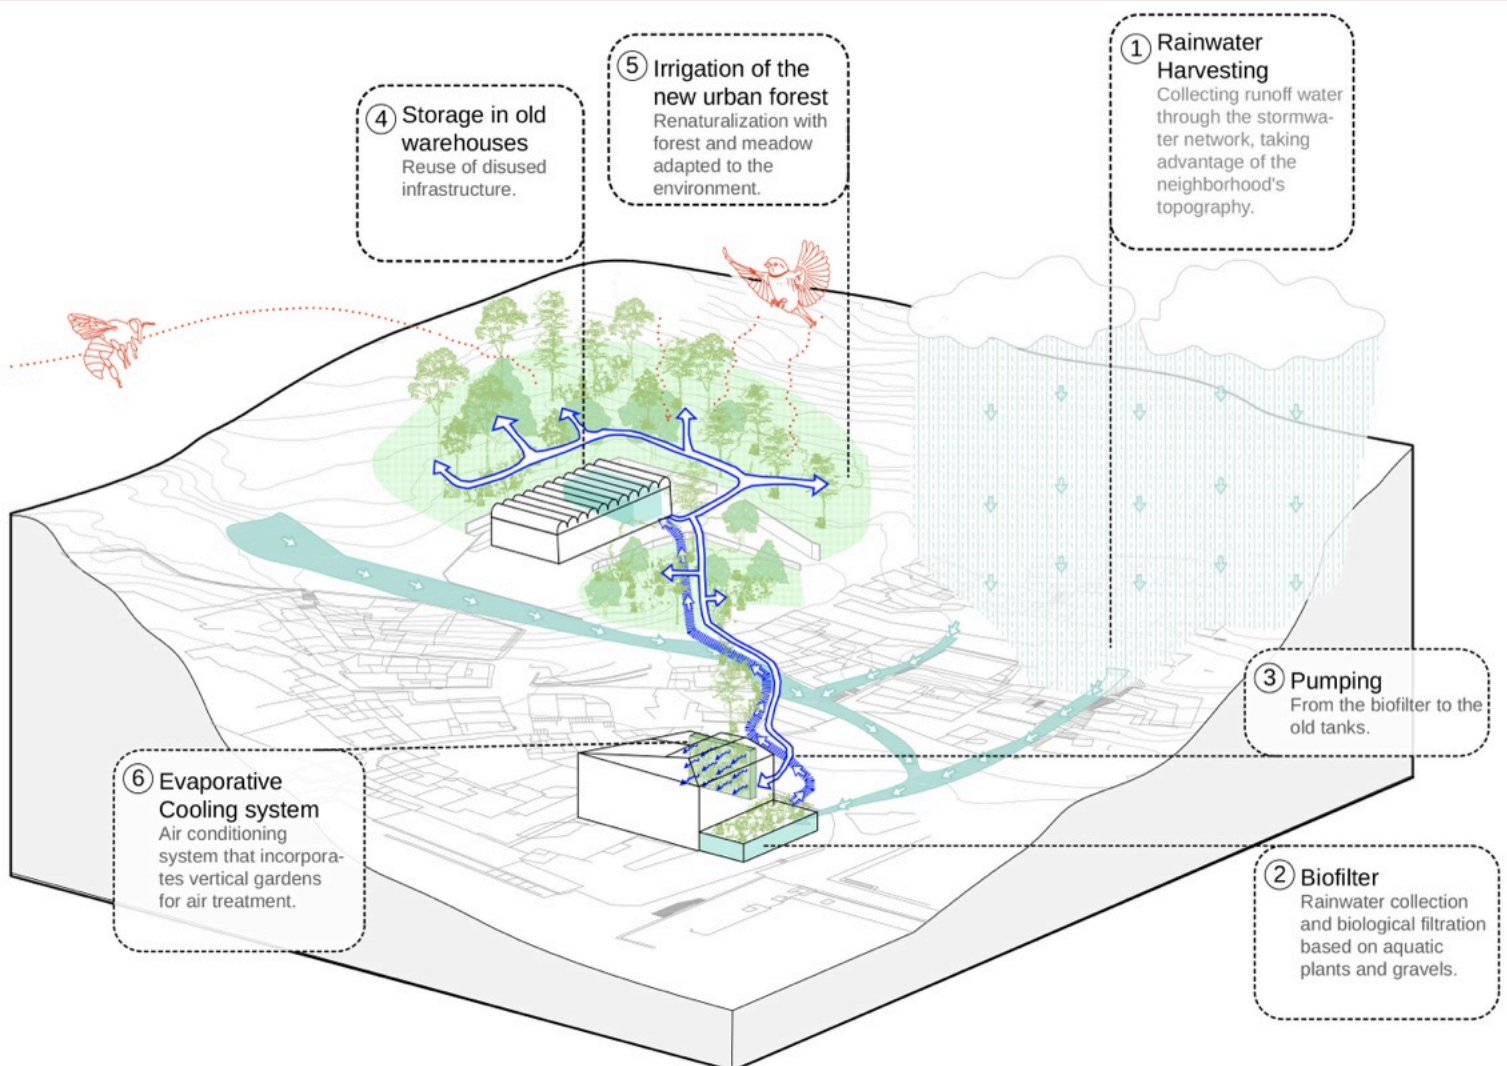 1
Rainwater
Harvesting
Collecting runoff water
through the stormwa-
ter network, taking
advantage of the
neighborhood's
topography.
2
Biofilter
Rainwater collection
and biological filtration
based on aquatic
plants and gravels.
3
Pumping
From the biofilter to the
old tanks.
4
Storage in old
warehouses
Reuse of disused
infrastructure.
5
Irrigation of the
new urban forest
Renaturalization with
forest and meadow
adapted to the
environment.
6
Evaporative
Cooling system
Air conditioning
system that incorpora-
tes vertical gardens
for air treatment.